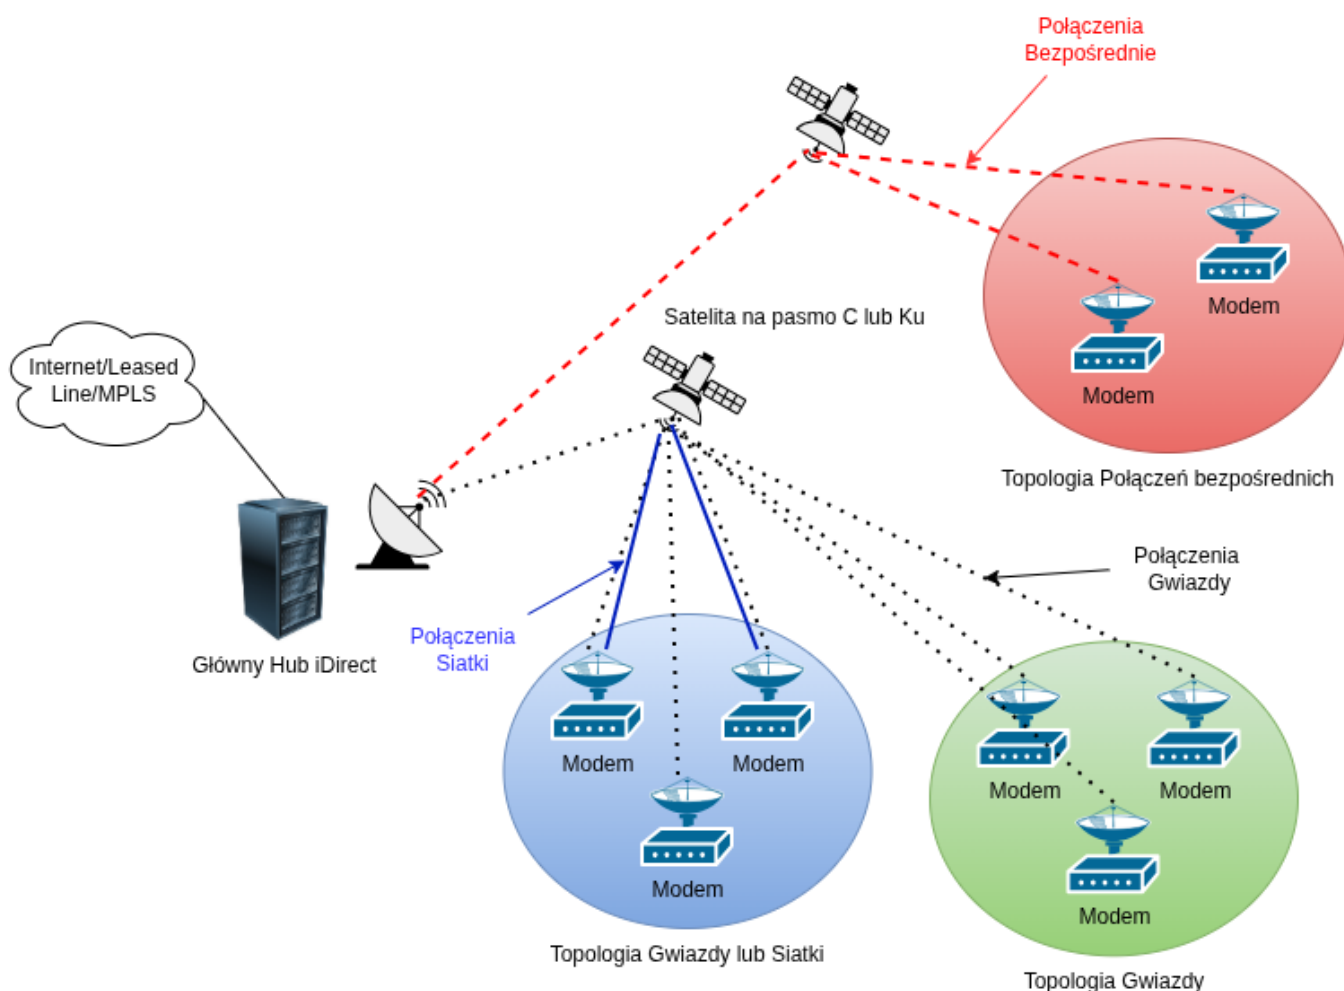 Połączenia
Bezpośrednie
Modem
Modem
Topologia Połączeń bezpośrednich
Satelita na pasmo C lub Ku
Internet/Leased
Line/MPLS
Główny Hub iDirect
Połączenia
Siatki
Połączenia
Gwiazdy
Modem
Modem
Modem
Topologia Gwiazdy lub Siatki
Modem
Modem
Modem
Topologia Gwiazdy